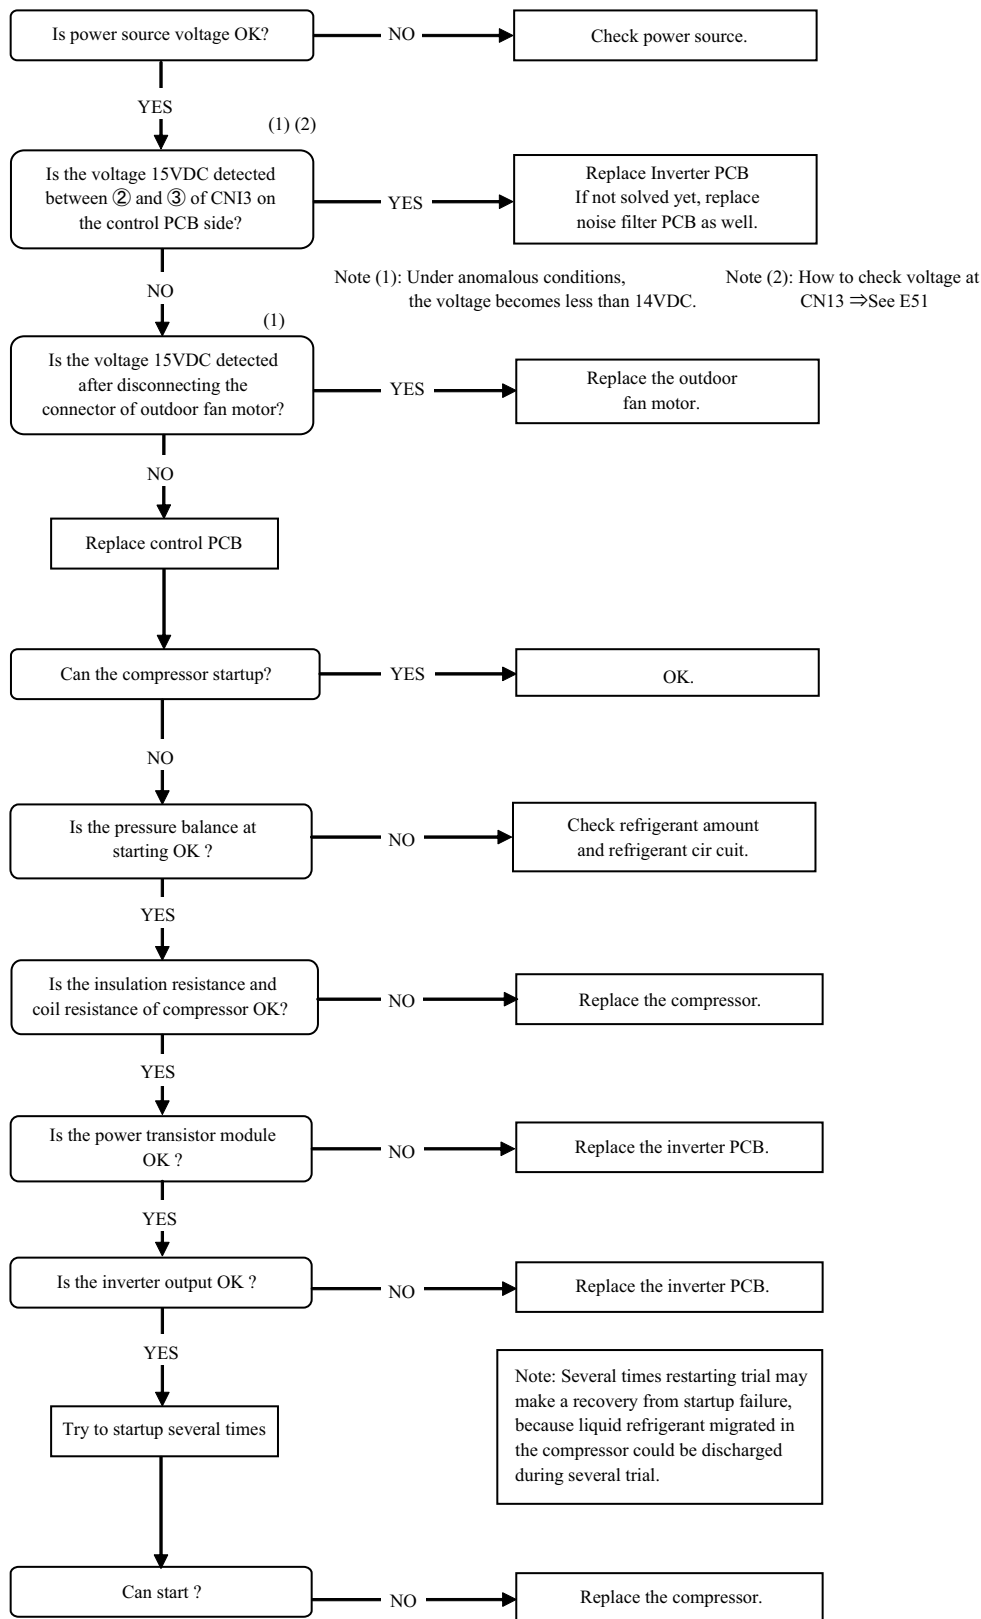 Is power source voltage OK?
NO
Check power source.
YES
(1) (2)
Is the voltage 15VDC detected
between ② and ③ of CNI3 on
the control PCB side?
YES
Replace Inverter PCB
If not solved yet, replace
noise filter PCB as well.
NO
Note (1): Under anomalous conditions,
the voltage becomes less than 14VDC.
Note (2): How to check voltage at
CN13 ⇒See E51
(1)
Is the voltage 15VDC detected
after disconnecting the
connector of outdoor fan motor?
YES
Replace the outdoor
fan motor.
NO
Replace control PCB
Can the compressor startup?
YES
OK.
NO
Is the pressure balance at
starting OK ?
NO
Check refrigerant amount
and refrigerant cir cuit.
YES
Is the insulation resistance and
coil resistance of compressor OK?
NO
Replace the compressor.
YES
Is the power transistor module
OK ?
NO
Replace the inverter PCB.
YES
Is the inverter output OK ?
NO
Replace the inverter PCB.
YES
Note: Several times restarting trial may
make a recovery from startup failure,
because liquid refrigerant migrated in
the compressor could be discharged
during several trial.
Try to startup several times
Can start ?
NO
Replace the compressor.